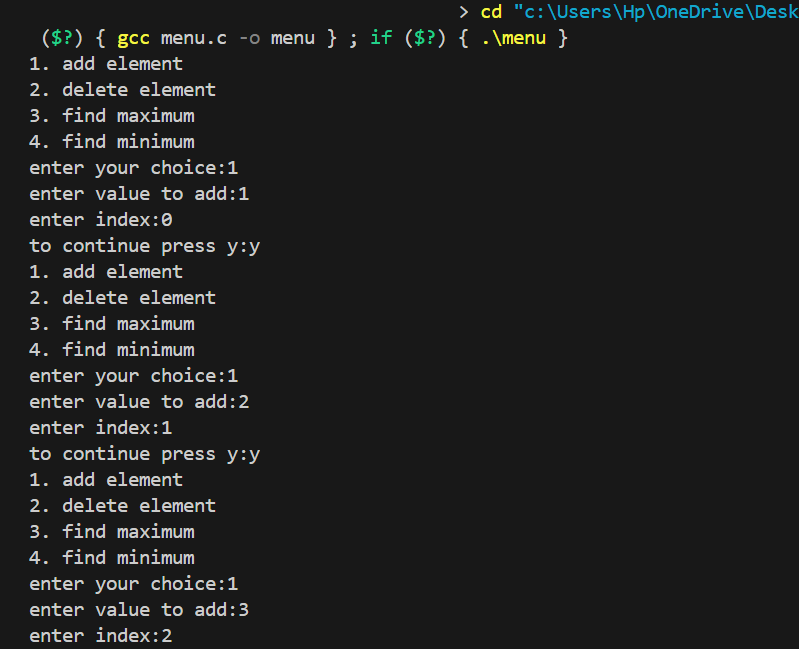 > cd "c:\Users\Hp\OneDrive\Desk
($?) { gcc menu.c -o menu } ; if ($?) { .\menu }
1. add element
2. delete element
3. find maximum
4. find minimum
enter your choice:1
enter value to add:1
enter index:0
to continue press y:y
1. add element
2. delete element
3. find maximum
4. find minimum
enter your choice:1
enter value to add:2
enter index:1
to continue press y:y
1. add element
2. delete element
3. find maximum
4. find minimum
enter your choice:1
enter value to add:3
enter index:2